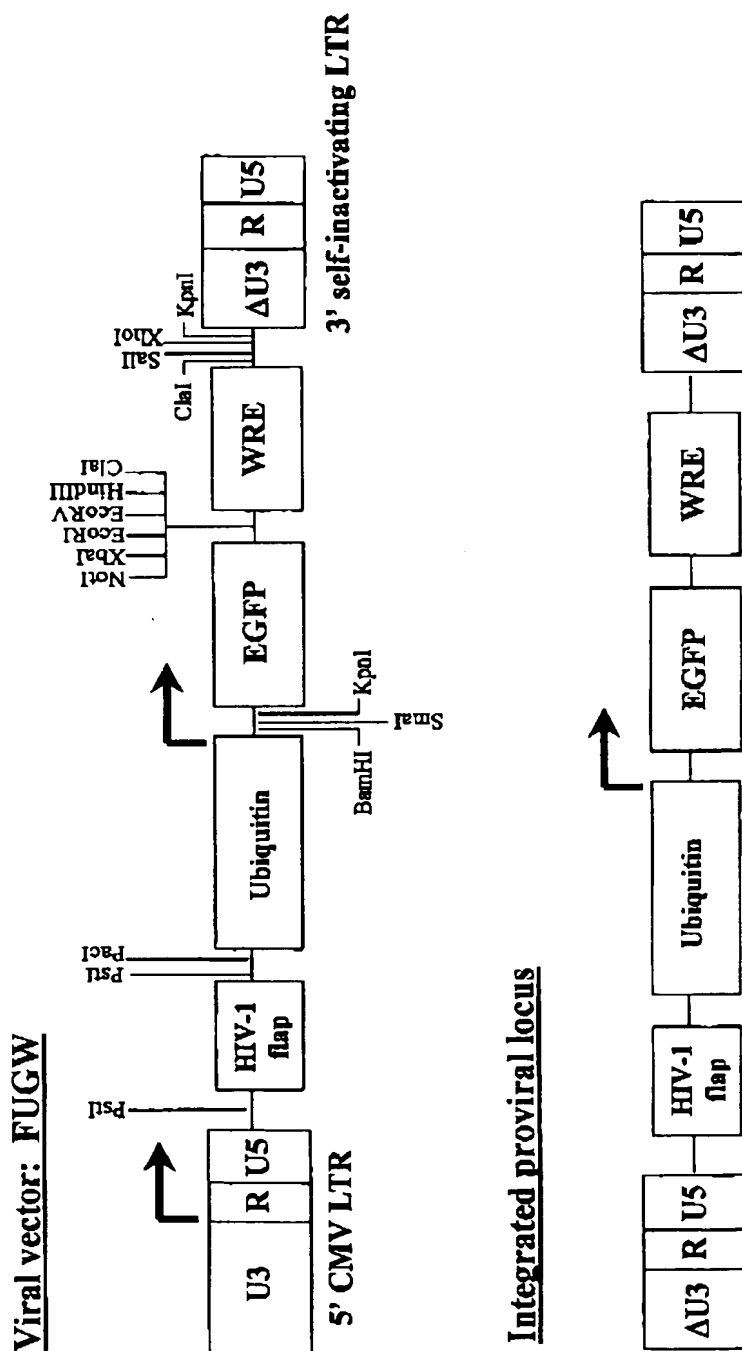 Viral vector: FUGW
U3 R U5
5' CMV LTR
PstI
HIV-1
flap
PstI PacI
Ubiquitin
BamHI SmaI KpnI
EGFP
NotI XbaI EcoRI EcoRV HindIII ClaI
WRE
ClaI SalI XhoI KpnI
ΔU3 R U5
3' self-inactivating LTR
Integrated proviral locus
ΔU3 R U5
HIV-1
flap
Ubiquitin
EGFP
WRE
ΔU3 R U5